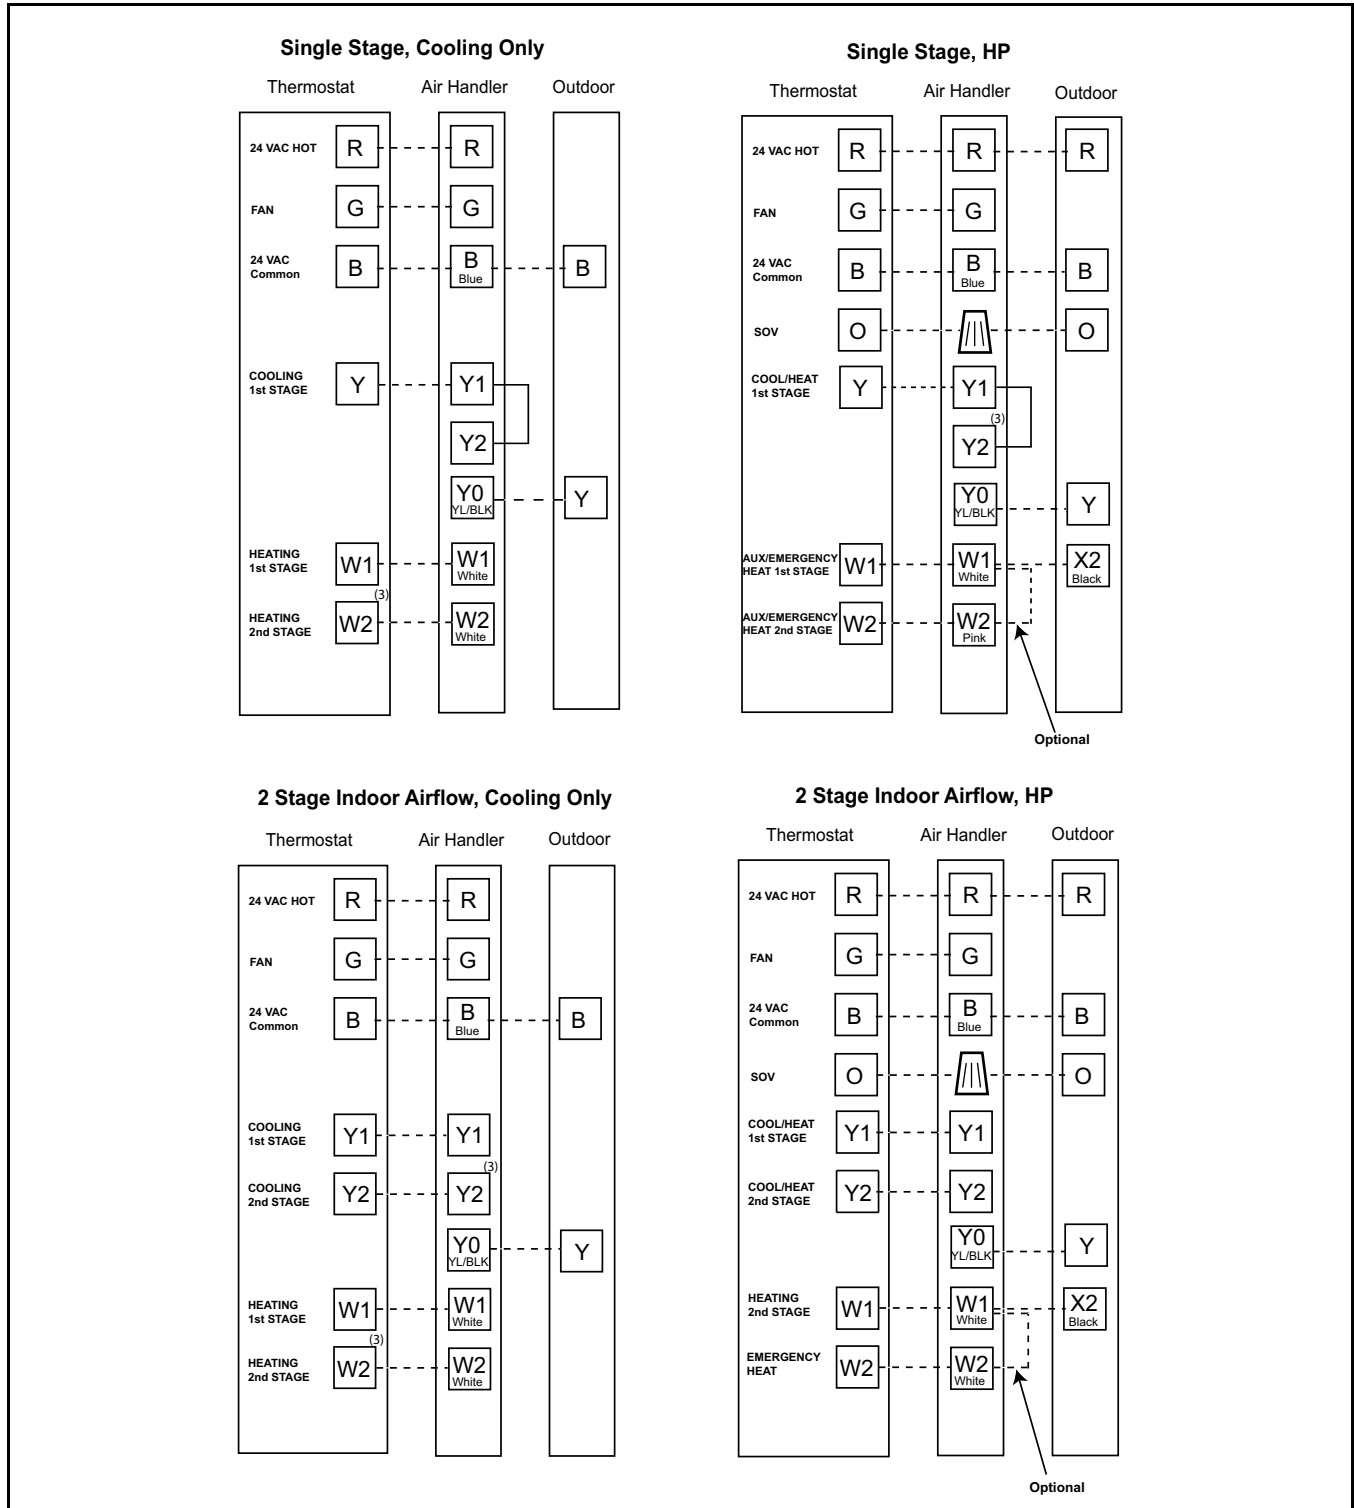 Single Stage, Cooling Only
Thermostat Air Handler Outdoor
24 VAC HOT R R
FAN G G
24 VAC
Common B B B
Blue
COOLING
1st STAGE Y Y1
Y2
Y0 Y
YL/BLK
HEATING
1st STAGE W1 W1
White
(3)
HEATING
2nd STAGE W2 W2
White
Single Stage, HP
Thermostat Air Handler Outdoor
24 VAC HOT R R R
FAN G G
24 VAC
Common B B B
Blue
SOV O O
COOL/HEAT
1st STAGE Y Y1
(3)
Y2
Y0 Y
YL/BLK
AUX/EMERGENCY
HEAT 1st STAGE W1 W1 X2
White Black
AUX/EMERGENCY
HEAT 2nd STAGE W2 W2
Pink
Optional
2 Stage Indoor Airflow, Cooling Only
Thermostat Air Handler Outdoor
24 VAC HOT R R
FAN G G
24 VAC
Common B B B
Blue
COOLING
1st STAGE Y1 Y1
(3)
COOLING
2nd STAGE Y2 Y2
Y0 Y
YL/BLK
HEATING
1st STAGE W1 W1
White
(3)
HEATING
2nd STAGE W2 W2
White
2 Stage Indoor Airflow, HP
Thermostat Air Handler Outdoor
24 VAC HOT R R R
FAN G G
24 VAC
Common B B B
Blue
SOV O O
COOL/HEAT
1st STAGE Y1 Y1
COOL/HEAT
2nd STAGE Y2 Y2
Y0 Y
YL/BLK
HEATING
2nd STAGE W1 W1 X2
White Black
EMERGENCY
HEAT W2 W2
White
Optional